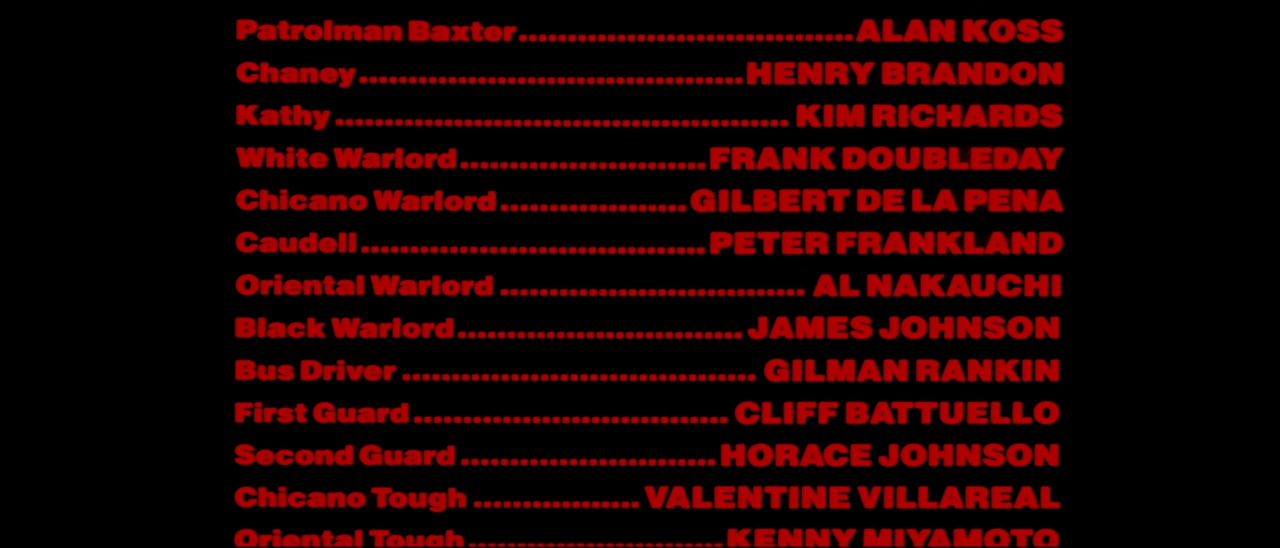 Patrolman Baxter..................................ALAN KOSS
Chaney.......................................HENRY BRANDON
Kathy.............................................. KIM RICHARDS
White Warlord.........................FRANK DOUBLEDAY
Chicano Warlord...................GILBERT DE LA PENA
Caudell...................................PETER FRANKLAND
Oriental Warlord............................... AL NAKAUCHI
Black Warlord.............................JAMES JOHNSON
Bus Driver.................................... GILMAN RANKIN
First Guard................................ CLIFF BATTUELLO
Second Guard..........................HORACE JOHNSON
Chicano Tough................. VALENTINE VILLAREAL
Oriental Tough..........................KENNY MIYAMOTO